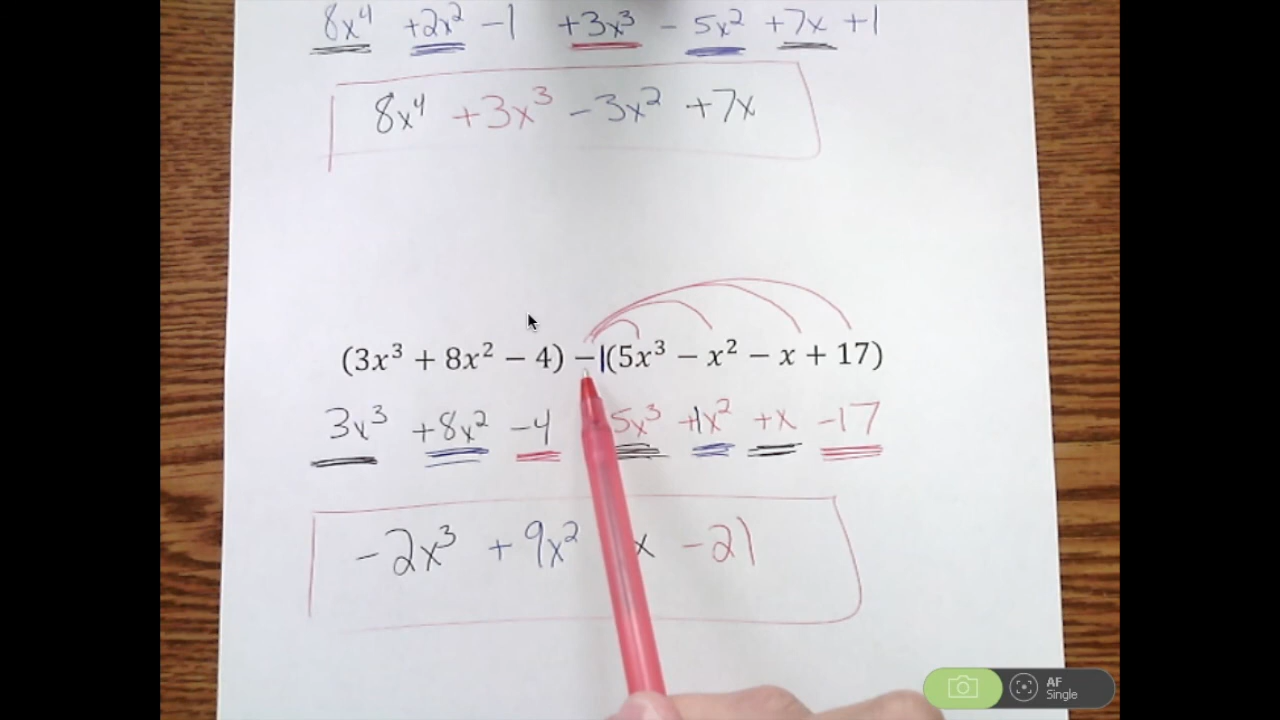 8x⁴ +2x² -1 +3x³ - 5x² +7x +1
8x⁴ +3x³ -3x² +7x
(3x³ + 8x² − 4) −1(5x³ − x² − x + 17)
3x³ +8x² -4 5x³ +1x² +x -17
-2x³ + 9x² x -21
AF
Single